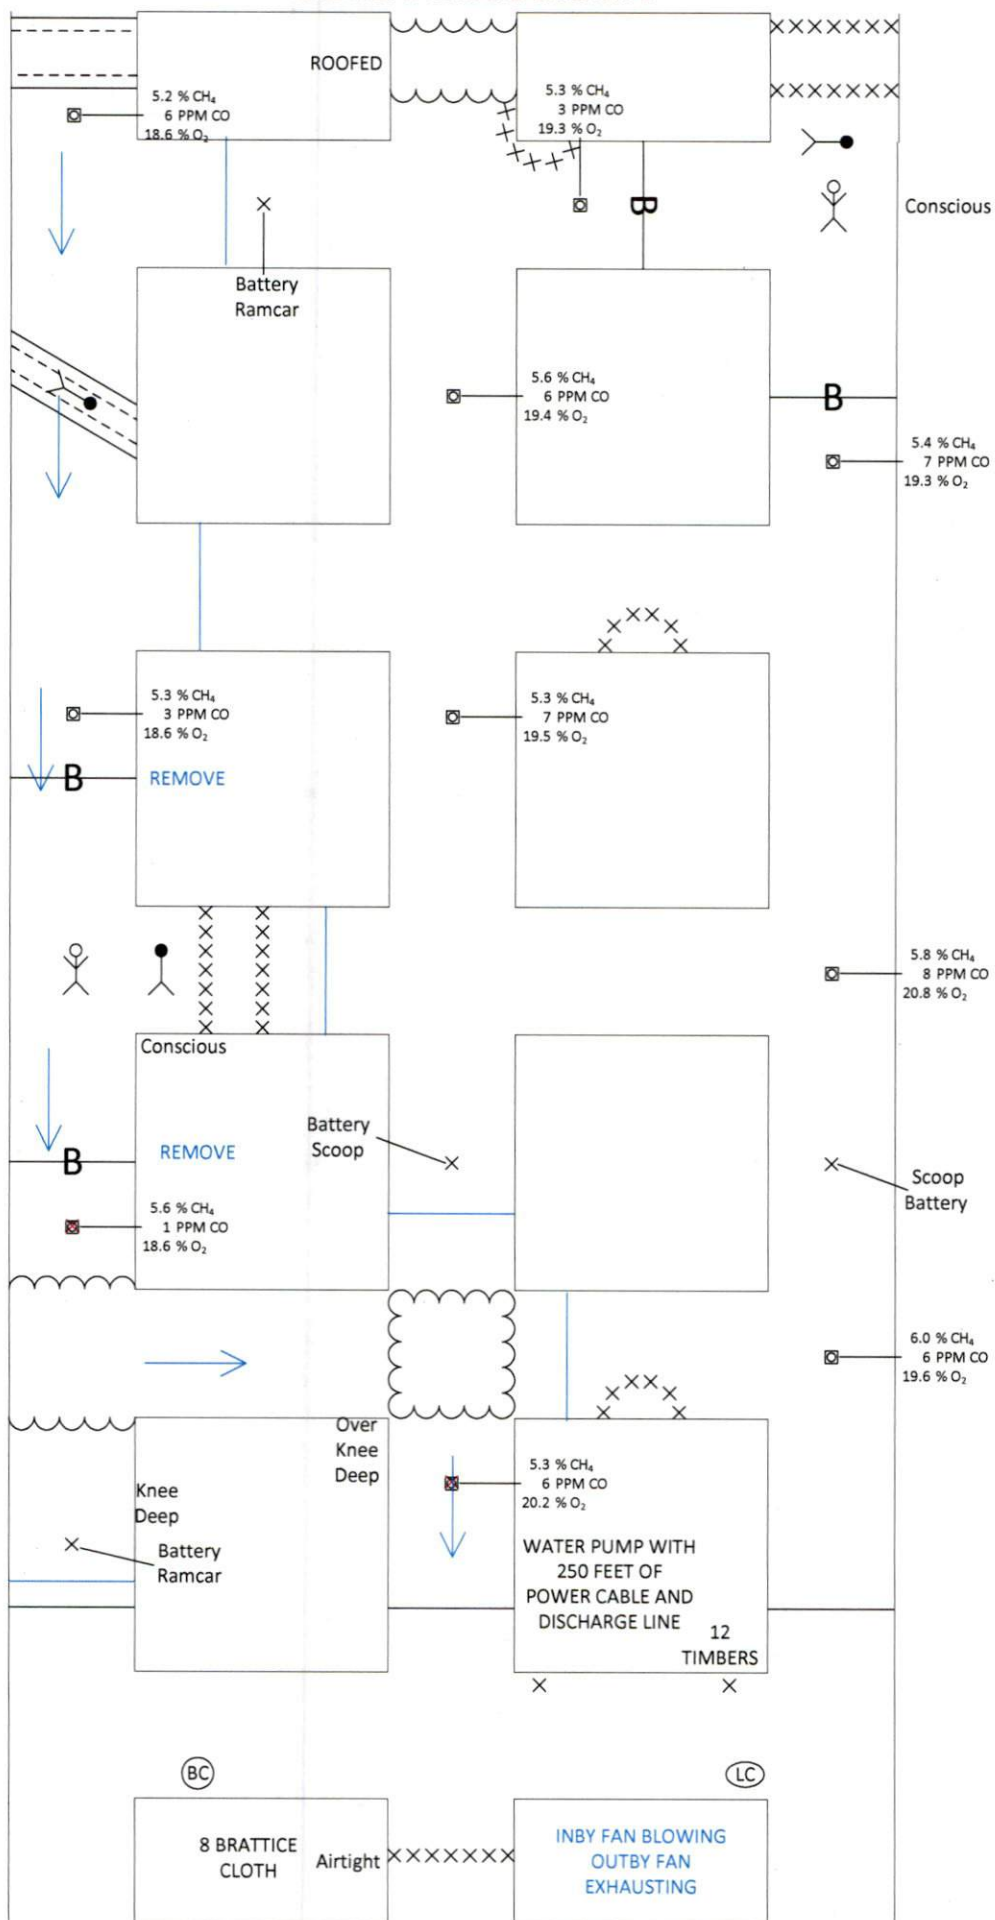 ROOFED
5.2 % CH₄
6 PPM CO
18.6 % O₂
5.3 % CH₄
3 PPM CO
19.3 % O₂
B
Conscious
Battery
Ramcar
5.6 % CH₄
6 PPM CO
19.4 % O₂
B
5.4 % CH₄
7 PPM CO
19.3 % O₂
5.3 % CH₄
3 PPM CO
18.6 % O₂
5.3 % CH₄
7 PPM CO
19.5 % O₂
B
REMOVE
5.8 % CH₄
8 PPM CO
20.8 % O₂
Conscious
Battery
Scoop
B
REMOVE
Scoop
Battery
5.6 % CH₄
1 PPM CO
18.6 % O₂
6.0 % CH₄
6 PPM CO
19.6 % O₂
Over
Knee
Deep
5.3 % CH₄
6 PPM CO
20.2 % O₂
Knee
Deep
Battery
Ramcar
WATER PUMP WITH
250 FEET OF
POWER CABLE AND
DISCHARGE LINE
12
TIMBERS
BC
LC
8 BRATTICE
CLOTH
Airtight
INBY FAN BLOWING
OUTBY FAN
EXHAUSTING